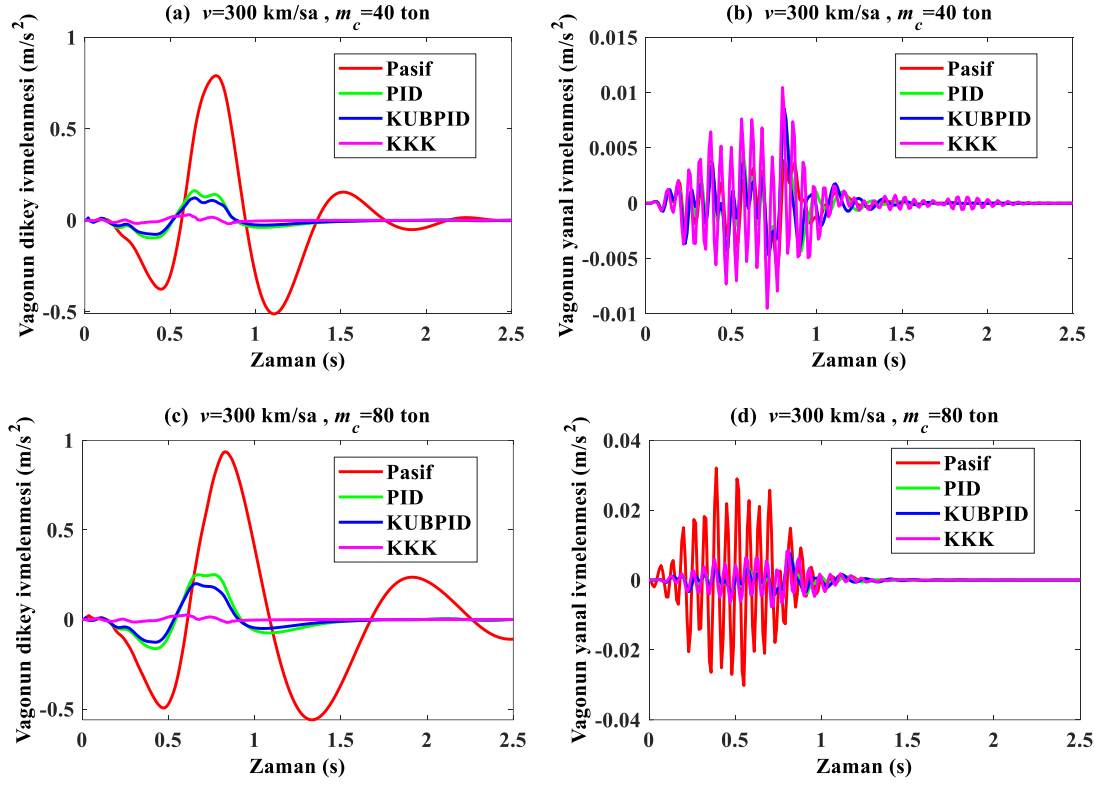 (a) v=300 km/sa , m_c=40 ton
Vagonun dikey ivmelenmesi (m/s²)
1
0.5
0
-0.5
Pasif
PID
KUBPID
KKK
0 0.5 1 1.5 2 2.5
Zaman (s)
(b) v=300 km/sa , m_c=40 ton
Vagonun yanal ivmelenmesi (m/s²)
0.015
0.01
0.005
0
-0.005
-0.01
Pasif
PID
KUBPID
KKK
0 0.5 1 1.5 2 2.5
Zaman (s)
(c) v=300 km/sa , m_c=80 ton
Vagonun dikey ivmelenmesi (m/s²)
1
0.5
0
-0.5
Pasif
PID
KUBPID
KKK
0 0.5 1 1.5 2 2.5
Zaman (s)
(d) v=300 km/sa , m_c=80 ton
Vagonun yanal ivmelenmesi (m/s²)
0.04
0.02
0
-0.02
-0.04
Pasif
PID
KUBPID
KKK
0 0.5 1 1.5 2 2.5
Zaman (s)